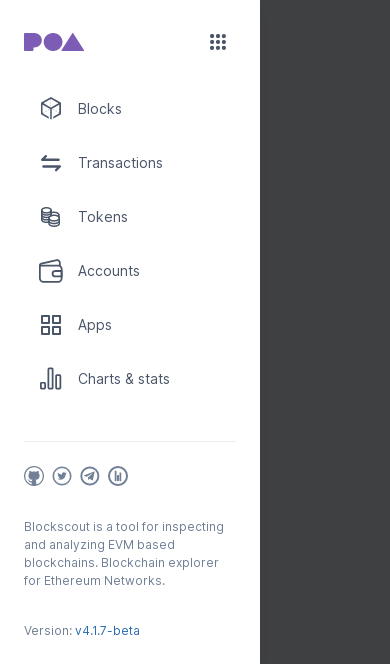 POA
Blocks
Transactions
Tokens
Accounts
Apps
Charts & stats
Blockscout is a tool for inspecting
and analyzing EVM based
blockchains. Blockchain explorer
for Ethereum Networks.
Version: v4.1.7-beta